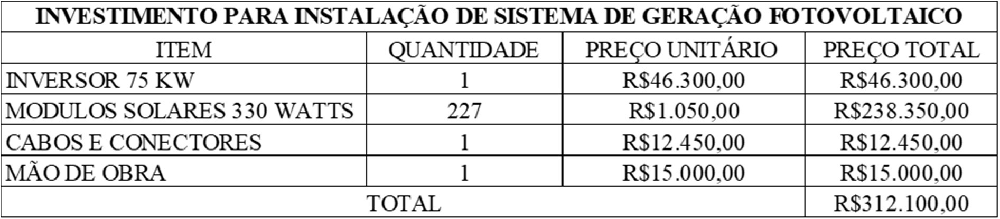 INVESTIMENTO PARA INSTALAÇÃO DE SISTEMA DE GERAÇÃO FOTOVOLTAICO
ITEM QUANTIDADE PREÇO UNITÁRIO PREÇO TOTAL
INVERSOR 75 KW 1 R$46.300,00 R$46.300,00
MODULOS SOLARES 330 WATTS 227 R$1.050,00 R$238.350,00
CABOS E CONECTORES 1 R$12.450,00 R$12.450,00
MÃO DE OBRA 1 R$15.000,00 R$15.000,00
TOTAL R$312.100,00